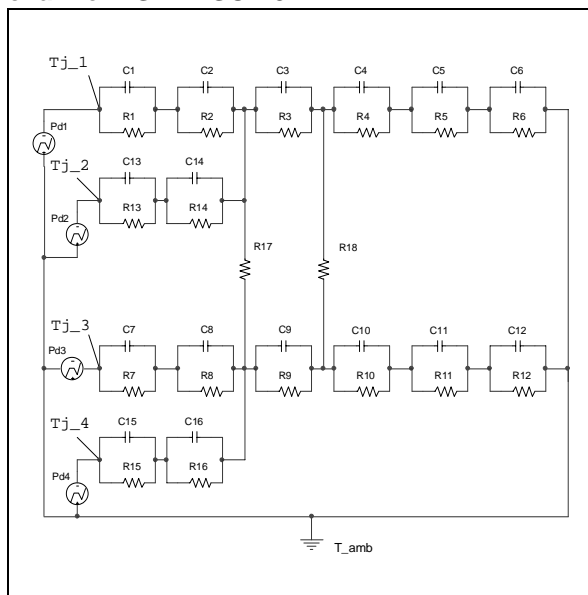 Tj_1
C1 C2 C3 C4 C5 C6
R1 R2 R3 R4 R5 R6
Pd1
Tj_2
C13 C14
R13 R14
Pd2
R17 R18
Tj_3
C7 C8 C9 C10 C11 C12
Pd3
R7 R8 R9 R10 R11 R12
Tj_4
C15 C16
R15 R16
Pd4
T_amb